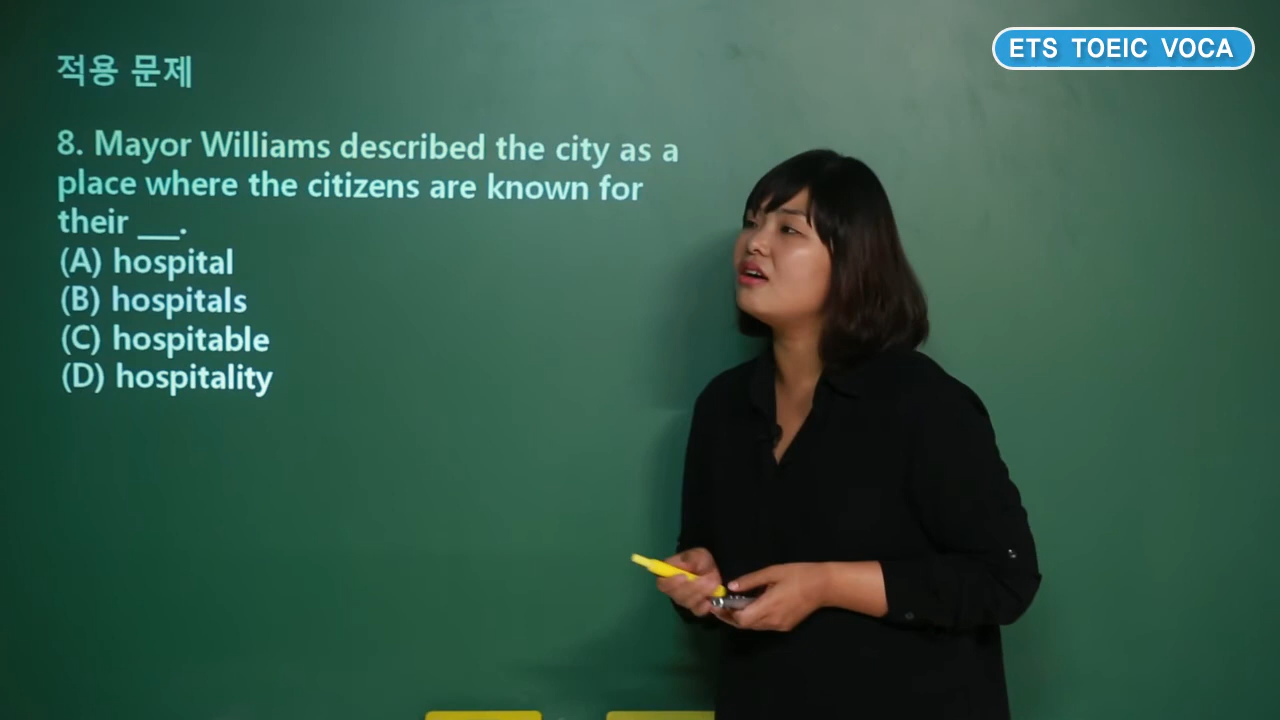 ETS TOEIC VOCA
적용 문제
8. Mayor Williams described the city as a
place where the citizens are known for
their ___.
(A) hospital
(B) hospitals
(C) hospitable
(D) hospitality